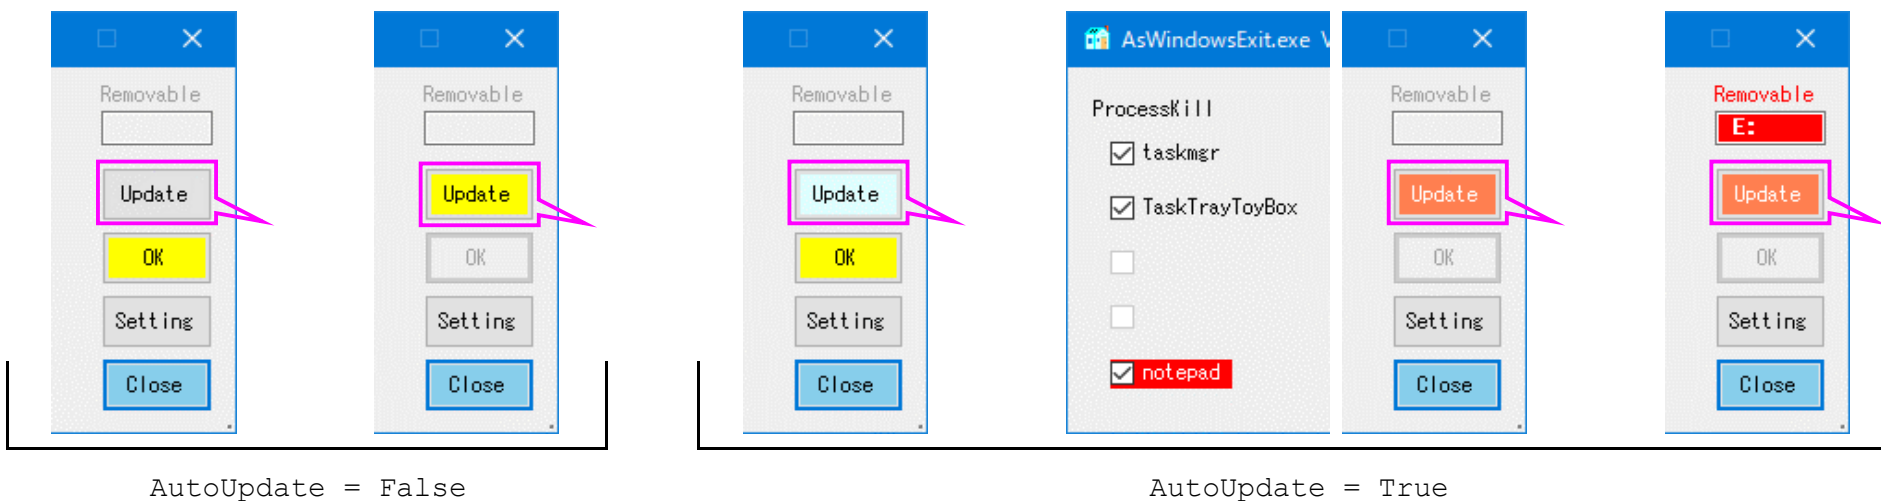 Removable
Update
OK
Setting
Close
Removable
Update
OK
Setting
Close
AutoUpdate = False
Removable
Update
OK
Setting
Close
AsWindowsExit.exe
ProcessKill
taskmgr
TaskTrayToyBox
notepad
Removable
Update
OK
Setting
Close
Removable
E:
Update
OK
Setting
Close
AutoUpdate = True